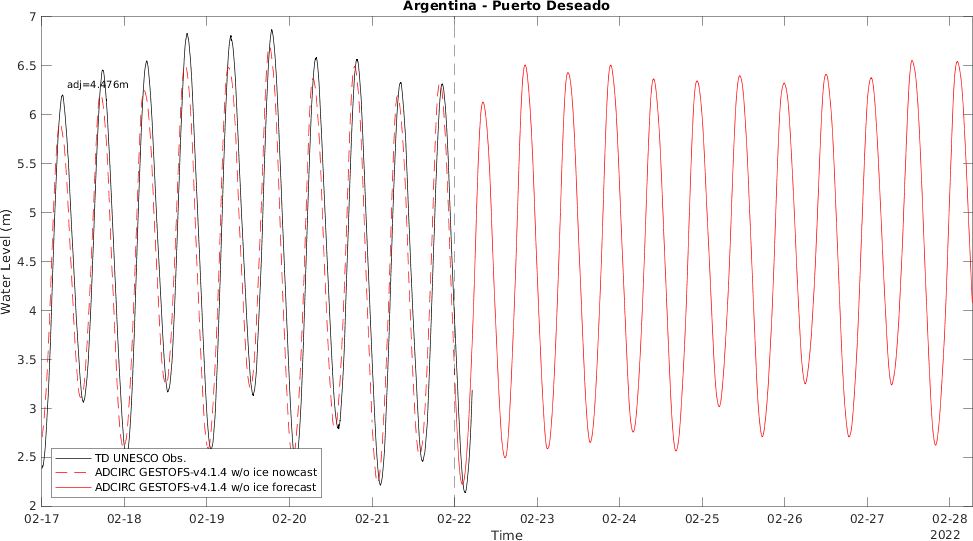 Argentina - Puerto Deseado
7
6.5
6
5.5
5
4.5
4
3.5
3
2.5
2
Water Level (m)
adj=4.476m
TD UNESCO Obs.
ADCIRC GESTOFS-v4.1.4 w/o ice nowcast
ADCIRC GESTOFS-v4.1.4 w/o ice forecast
02-17 02-18 02-19 02-20 02-21 02-22 02-23 02-24 02-25 02-26 02-27 02-28
Time
2022